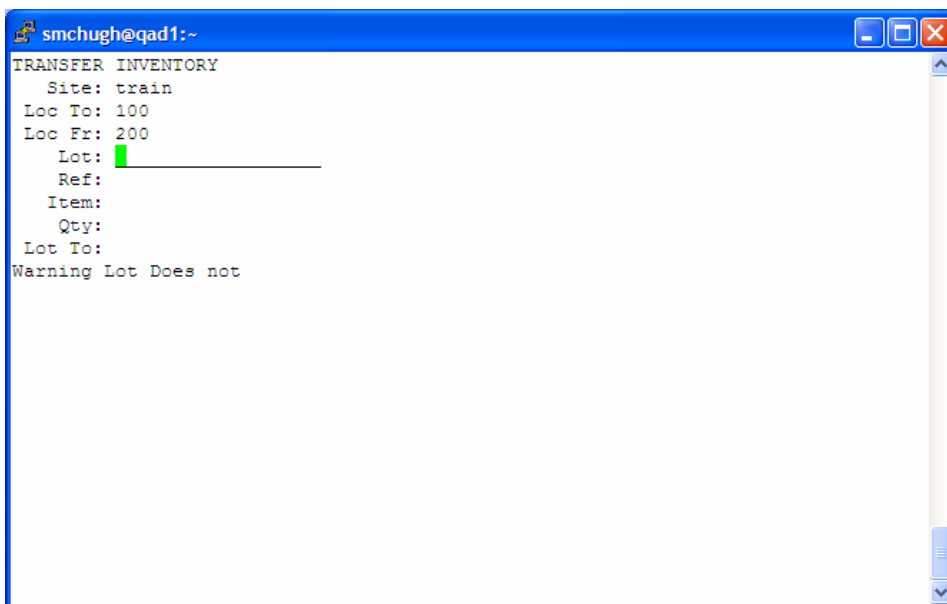 smchugh@qad1:~
TRANSFER INVENTORY
Site: train
Loc To: 100
Loc Fr: 200
Lot:
Ref:
Item:
Qty:
Lot To:
Warning Lot Does not